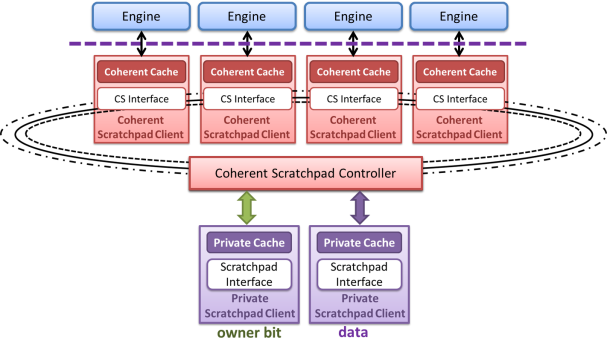 Engine Engine Engine Engine
Coherent Cache Coherent Cache Coherent Cache Coherent Cache
CS Interface CS Interface CS Interface CS Interface
Coherent Coherent Coherent Coherent
Scratchpad Client Scratchpad Client Scratchpad Client Scratchpad Client
Coherent Scratchpad Controller
Private Cache Private Cache
Scratchpad Scratchpad
Interface Interface
Private Private
Scratchpad Client Scratchpad Client
owner bit data